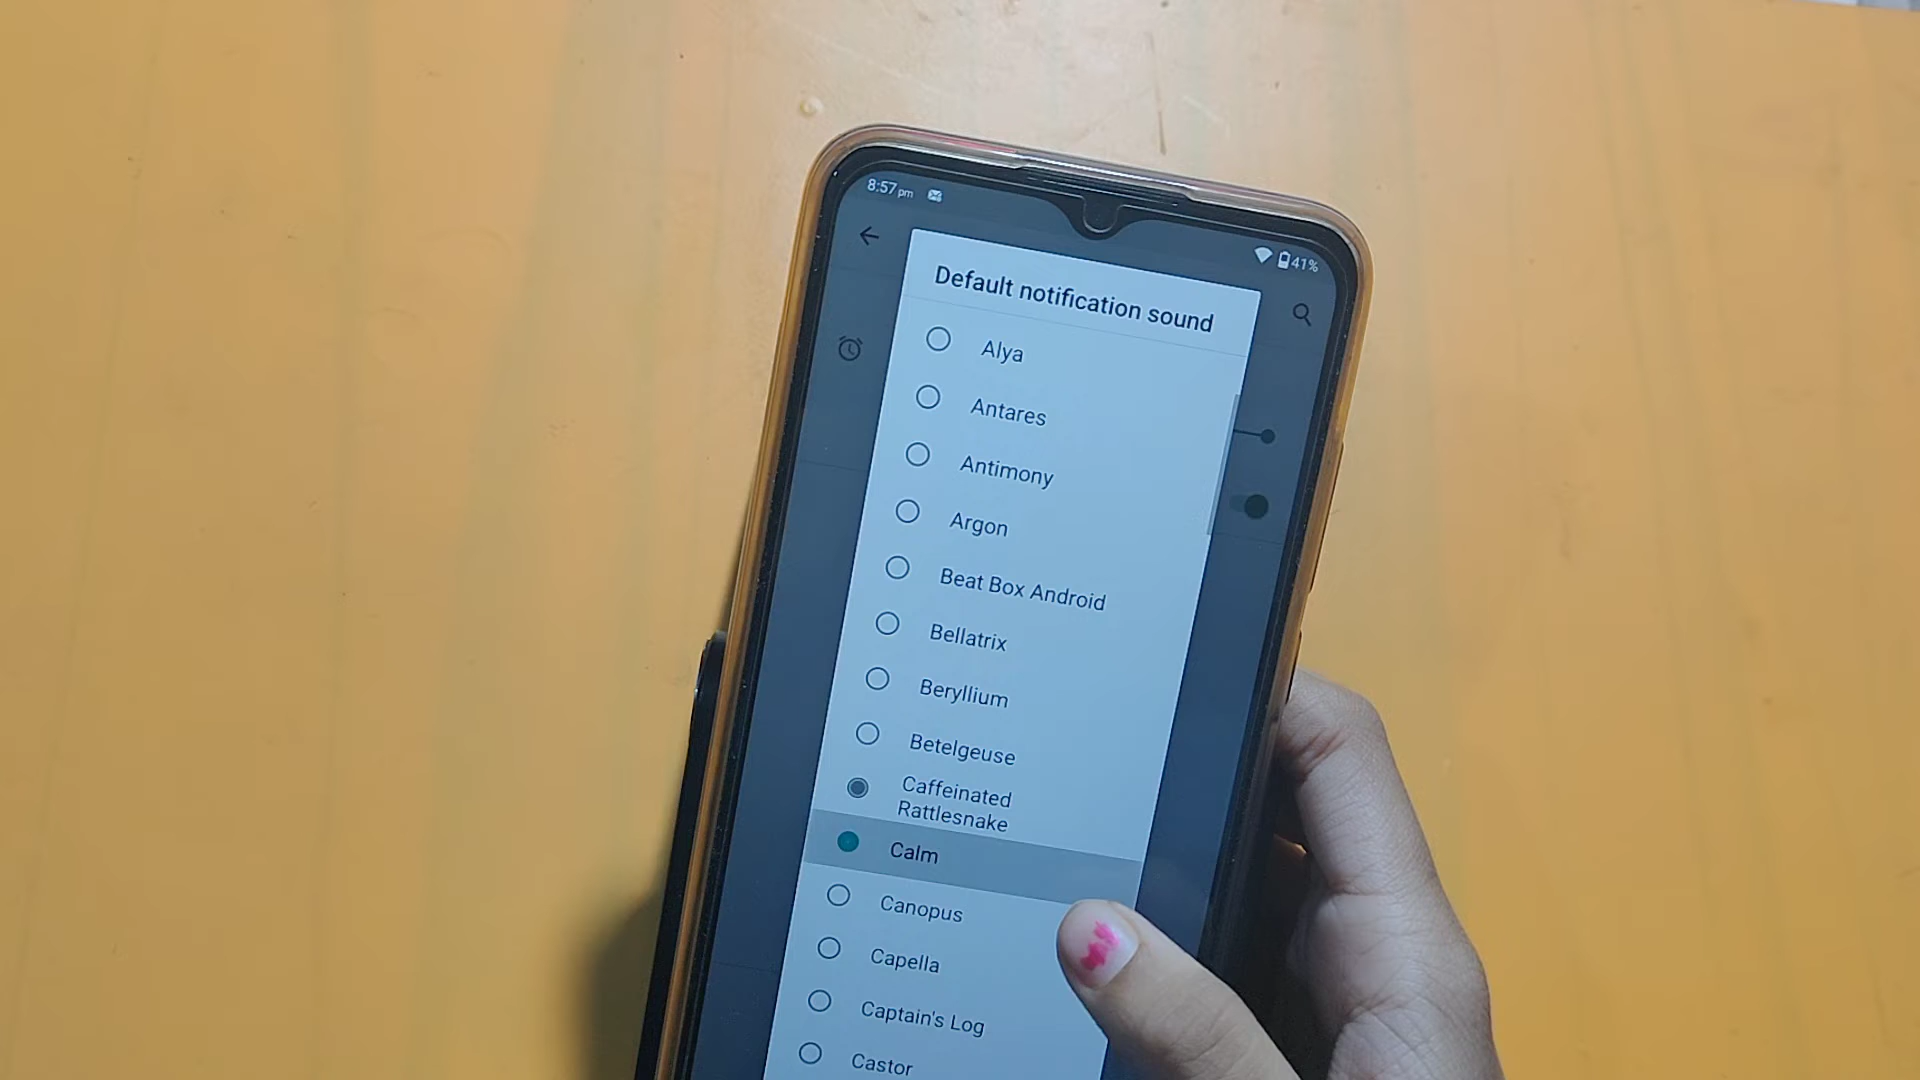 8:57 pm
41%
Default notification sound
Alya
Antares
Antimony
Argon
Beat Box Android
Bellatrix
Beryllium
Betelgeuse
Caffeinated
Rattlesnake
Calm
Canopus
Capella
Captain's Log
Castor